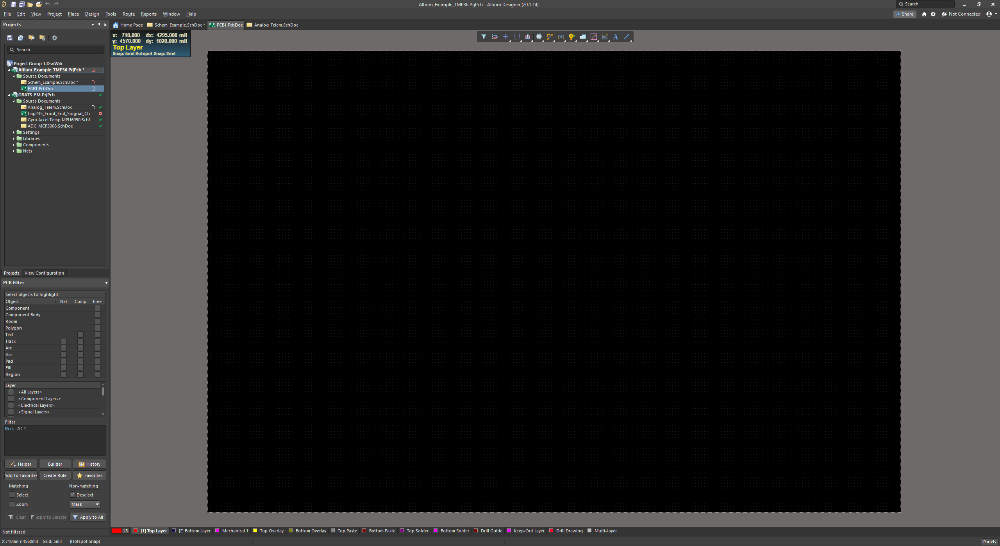 Altium_Example_TMP36.PrjPcb - Altium Designer (20.1.14)
Search
File Edit View Project Place Design Tools Route Reports Window Help
Share
Not Connected
Projects
Home Page
Schem_Example.SchDoc *
PCB1.PcbDoc
Analog_Telem.SchDoc
x: 710.000 dx: -4295.000 mil
y: 4570.000 dy: 1020.000 mil
Top Layer
Snap: 5mil Hotspot Snap: 8mil
Search
Project Group 1.DsnWrk
Altium_Example_TMP36.PrjPcb *
Source Documents
Schem_Example.SchDoc *
PCB1.PcbDoc
OBATS_FM.PrjPcb
Source Documents
Analog_Telem.SchDoc
tmp235_Front_End_Siognal_Ch
Gyro Accel Temp MPU6050.Sch
ADC_MCP3008.SchDoc
Settings
Libraries
Components
Nets
Projects View Configuration
PCB Filter
Select objects to highlight
Object Net Comp Free
Component
Component Body
Room
Polygon
Text
Track
Arc
Via
Pad
Fill
Region
Layer
<All Layers>
<Component Layers>
<Electrical Layers>
<Signal Layers>
Filter
Not All
Helper Builder History
Add To Favorites Create Rule Favorites
Matching Non-matching
Select Deselect
Zoom Mask
Clear Apply to Selected Apply to All
Not filtered
LS [1] Top Layer [2] Bottom Layer Mechanical 1 Top Overlay Bottom Overlay Top Paste Bottom Paste Top Solder Bottom Solder Drill Guide Keep-Out Layer Drill Drawing Multi-Layer
X:710mil Y:4560mil Grid: 5mil (Hotspot Snap)
Panels